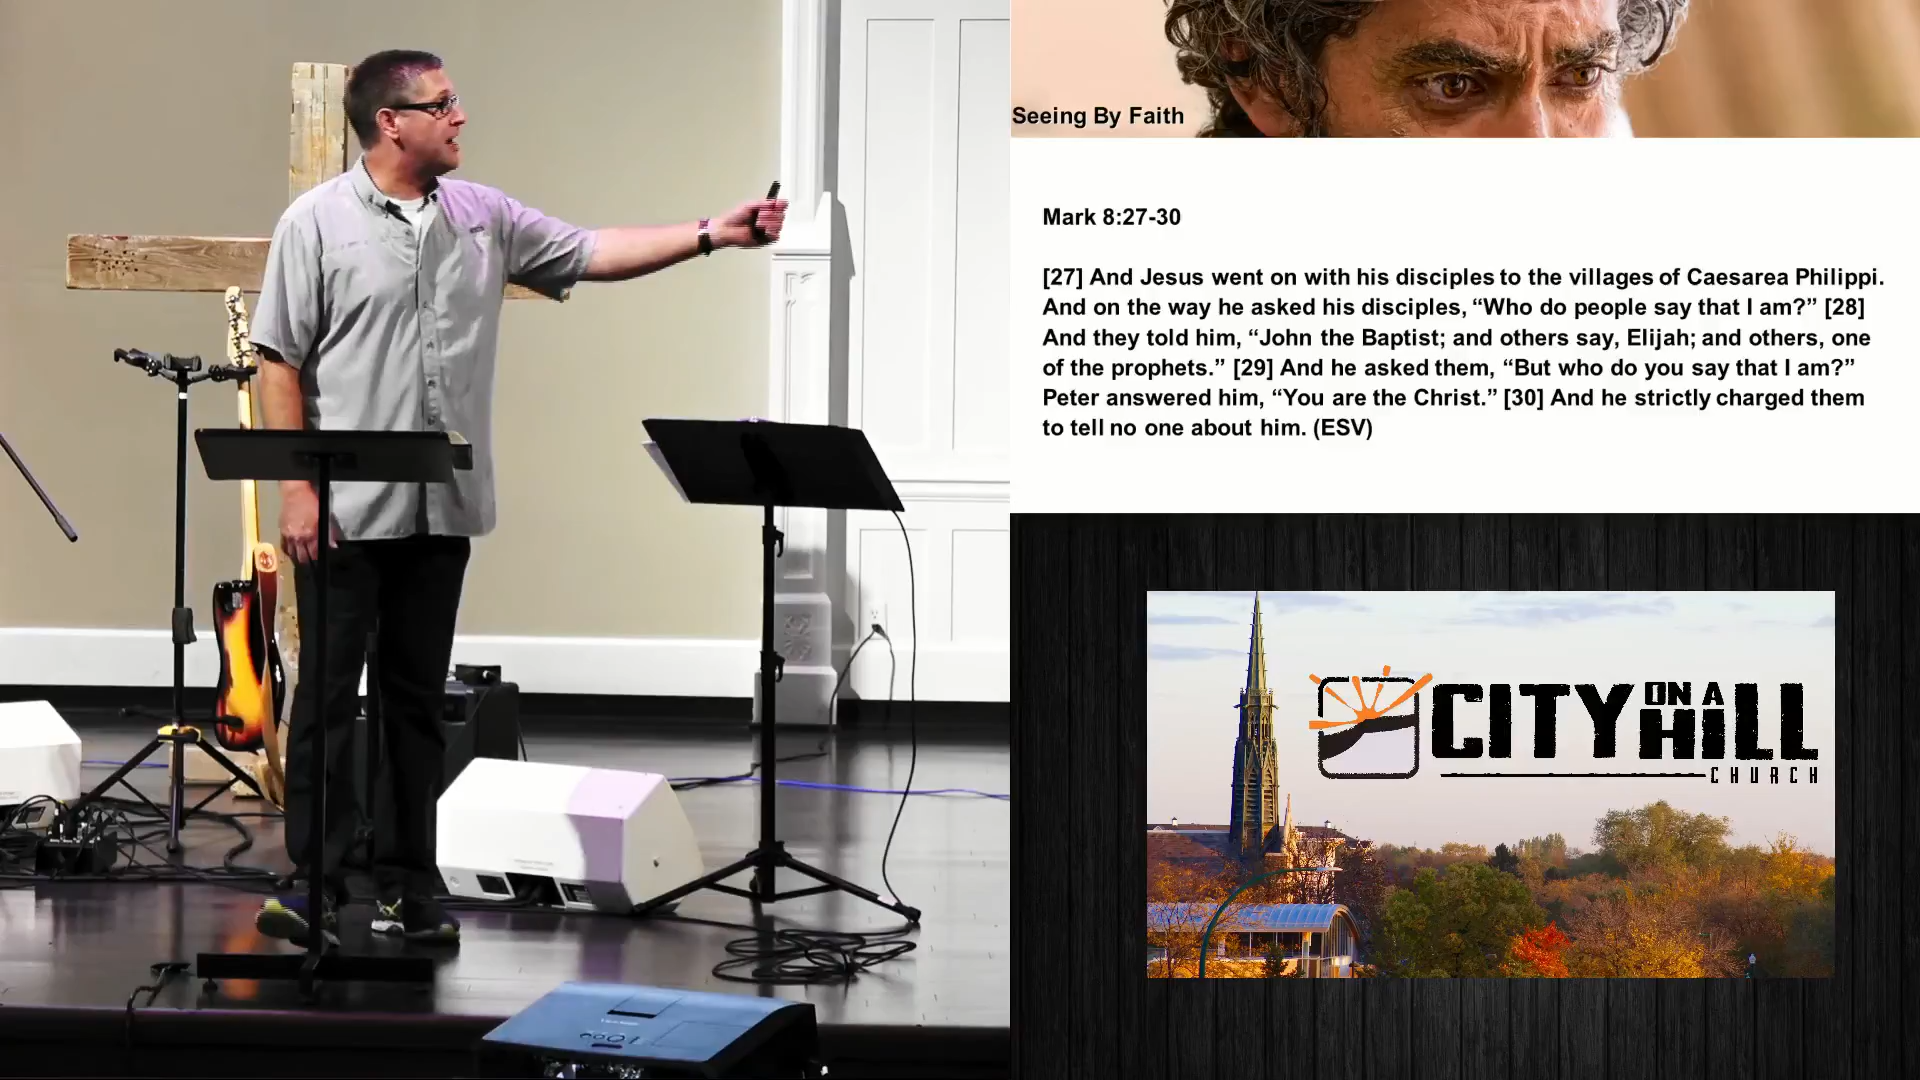 Seeing By Faith
Mark 8:27-30
[27] And Jesus went on with his disciples to the villages of Caesarea Philippi.
And on the way he asked his disciples, “Who do people say that I am?” [28]
And they told him, “John the Baptist; and others say, Elijah; and others, one
of the prophets.” [29] And he asked them, “But who do you say that I am?”
Peter answered him, “You are the Christ.” [30] And he strictly charged them
to tell no one about him. (ESV)
CITY ON A HILL
CHURCH